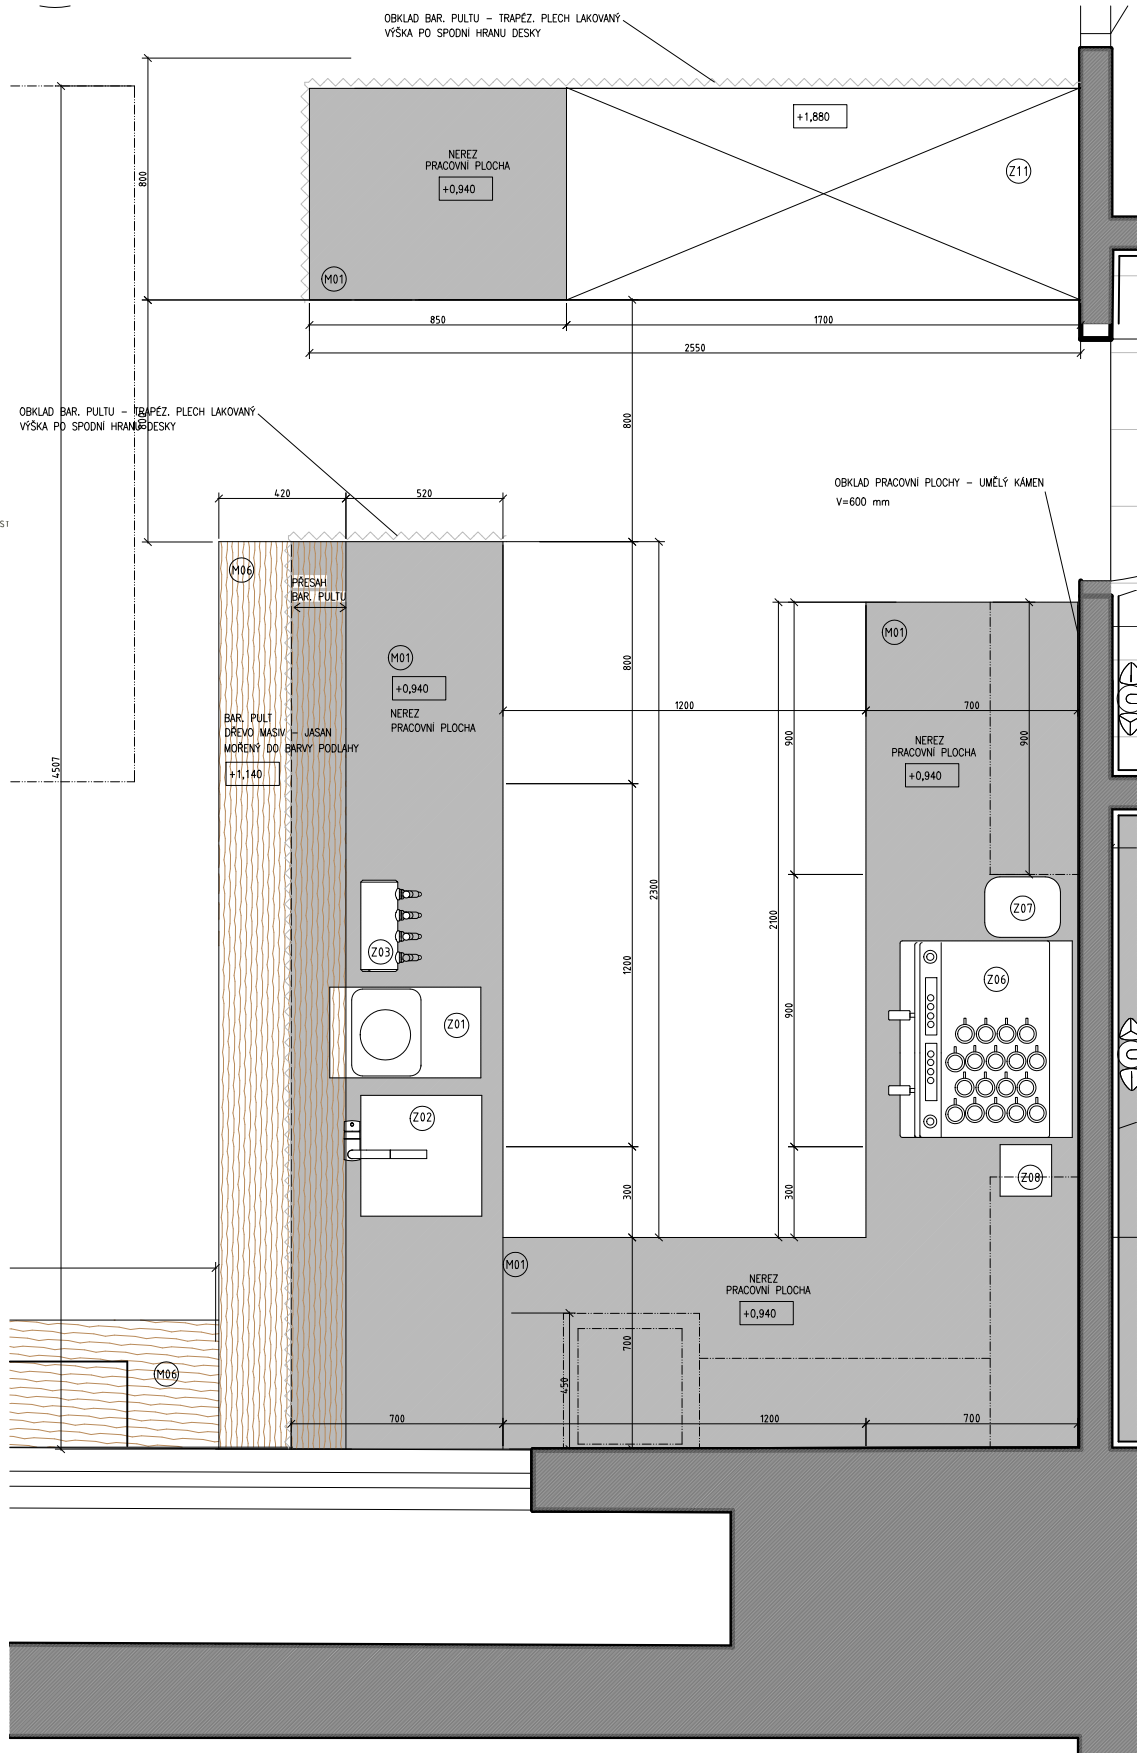 OBKLAD BAR. PULTU – TRAPÉZ. PLECH LAKOVANÝ
VÝŠKA PO SPODNÍ HRANU DESKY
+1,880
800
NEREZ
PRACOVNÍ PLOCHA
+0,940
Z11
M01
850
1700
2550
OBKLAD BAR. PULTU – TRAPÉZ. PLECH LAKOVANÝ
VÝŠKA PO SPODNÍ HRANU DESKY
800
800
OBKLAD PRACOVNÍ PLOCHY – UMĚLÝ KÁMEN
V=600 mm
420
520
ST
M06
PŘESAH
BAR. PULTU
M01
+0,940
NEREZ
PRACOVNÍ PLOCHA
800
M01
1200
700
BAR. PULT
DŘEVO MASIV – JASAN
MOŘENÝ DO BARVY PODLAHY
+1,140
4507
900
900
NEREZ
PRACOVNÍ PLOCHA
+0,940
2300
2100
Z07
Z03
1200
Z06
900
Z01
Z02
300
300
Z08
M01
NEREZ
PRACOVNÍ PLOCHA
+0,940
700
450
M06
700
1200
700